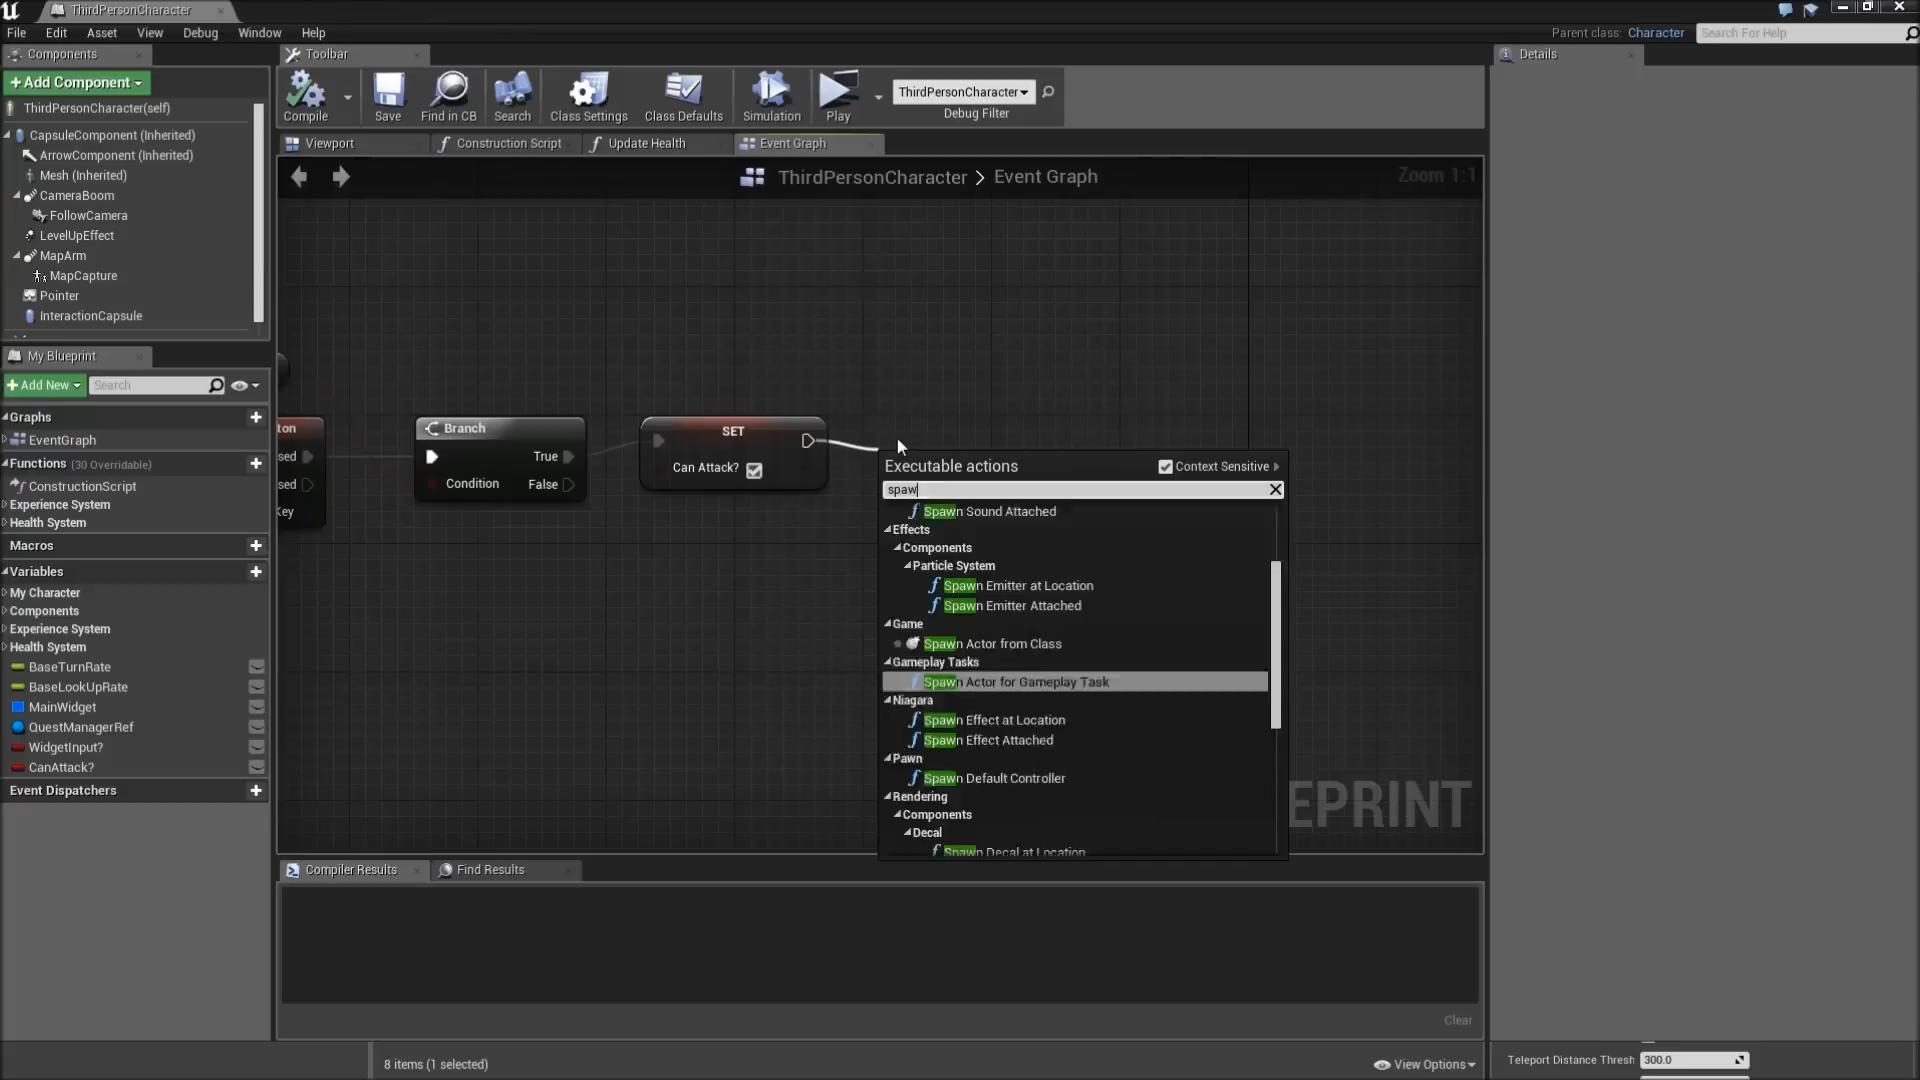 ThirdPersonCharacter
File Edit Asset View Debug Window Help
Parent class: Character
Search For Help
Components
Toolbar
Details
Add Component
ThirdPersonCharacter(self)
CapsuleComponent (Inherited)
ArrowComponent (Inherited)
Mesh (Inherited)
CameraBoom
FollowCamera
LevelUpEffect
MapArm
MapCapture
Pointer
InteractionCapsule
Compile
Save
Find in CB
Search
Class Settings
Class Defaults
Simulation
Play
ThirdPersonCharacter
Debug Filter
Viewport
Construction Script
Update Health
Event Graph
ThirdPersonCharacter > Event Graph
Zoom 1:1
My Blueprint
Add New
Search
Graphs
EventGraph
Functions (30 Overridable)
ConstructionScript
Experience System
Health System
Macros
Variables
My Character
Components
Experience System
Health System
BaseTurnRate
BaseLookUpRate
MainWidget
QuestManagerRef
WidgetInput?
CanAttack?
Event Dispatchers
ton
sed
sed
Key
Branch
True
Condition
False
SET
Can Attack?
Executable actions
Context Sensitive
spaw
Spawn Sound Attached
Effects
Components
Particle System
Spawn Emitter at Location
Spawn Emitter Attached
Game
Spawn Actor from Class
Gameplay Tasks
Spawn Actor for Gameplay Task
Niagara
Spawn Effect at Location
Spawn Effect Attached
Pawn
Spawn Default Controller
Rendering
Components
Decal
Spawn Decal at Location
EPRINT
Compiler Results
Find Results
Clear
8 items (1 selected)
View Options
Teleport Distance Thresh
300.0